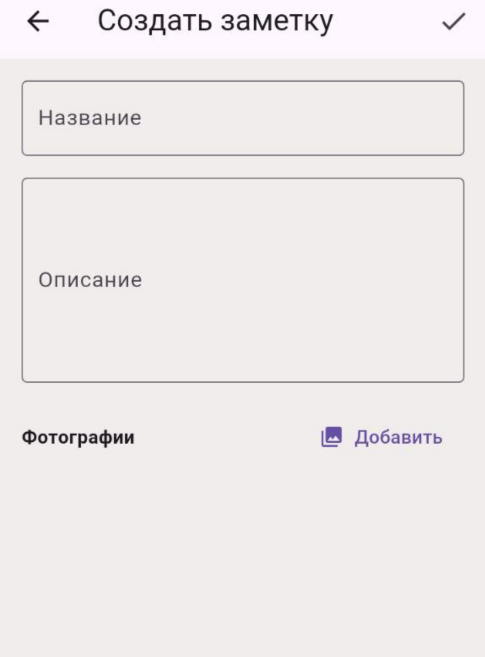 Создать заметку
Название
Описание
Фотографии Добавить